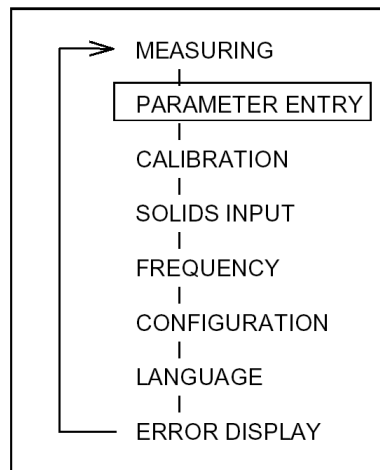 MEASURING
PARAMETER ENTRY
CALIBRATION
SOLIDS INPUT
FREQUENCY
CONFIGURATION
LANGUAGE
ERROR DISPLAY